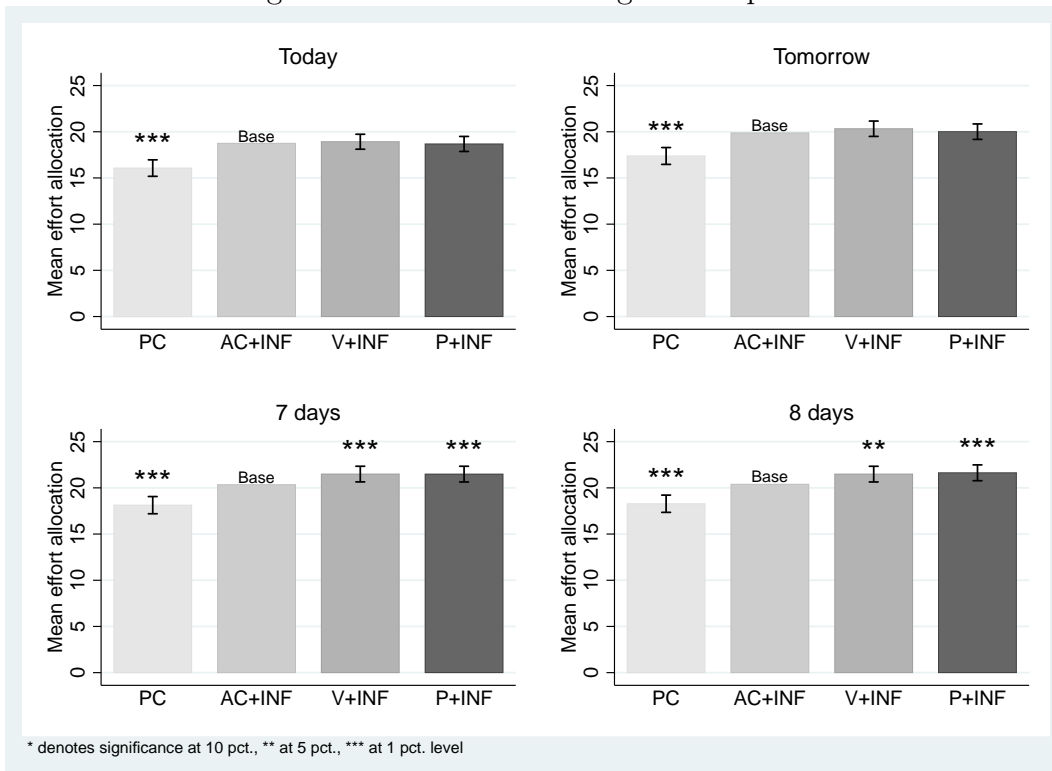 Today
Mean effort allocation
0 5 10 15 20 25
***
Base
PC AC+INF V+INF P+INF
Tomorrow
Mean effort allocation
0 5 10 15 20 25
***
Base
PC AC+INF V+INF P+INF
7 days
Mean effort allocation
0 5 10 15 20 25
*** *** ***
Base
PC AC+INF V+INF P+INF
8 days
Mean effort allocation
0 5 10 15 20 25
*** ** ***
Base
PC AC+INF V+INF P+INF
* denotes significance at 10 pct., ** at 5 pct., *** at 1 pct. level